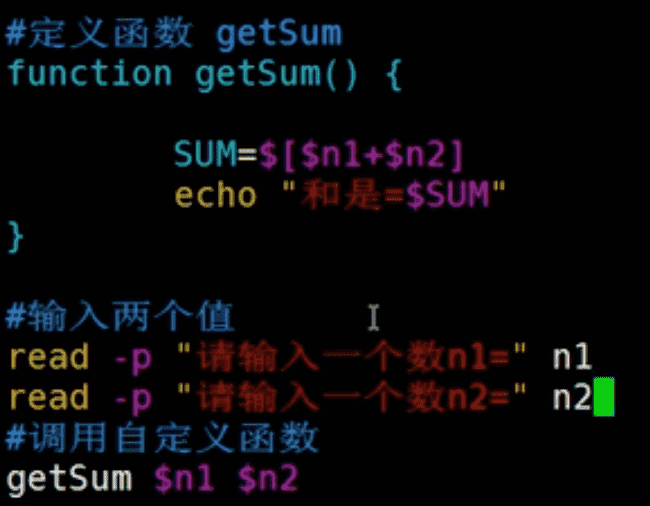 #定义函数 getSum
function getSum() {
SUM=$[$n1+$n2]
echo "和是=$SUM"
}
#输入两个值
read -p "请输入一个数n1=" n1
read -p "请输入一个数n2=" n2
#调用自定义函数
getSum $n1 $n2